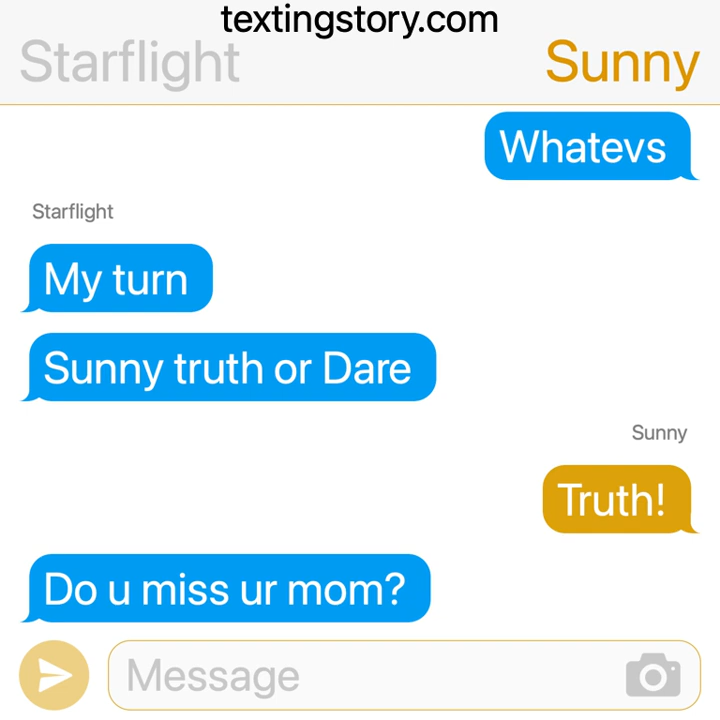 textingstory.com
Starflight Sunny
Whatevs
Starflight
My turn
Sunny truth or Dare
Sunny
Truth!
Do u miss ur mom?
Message